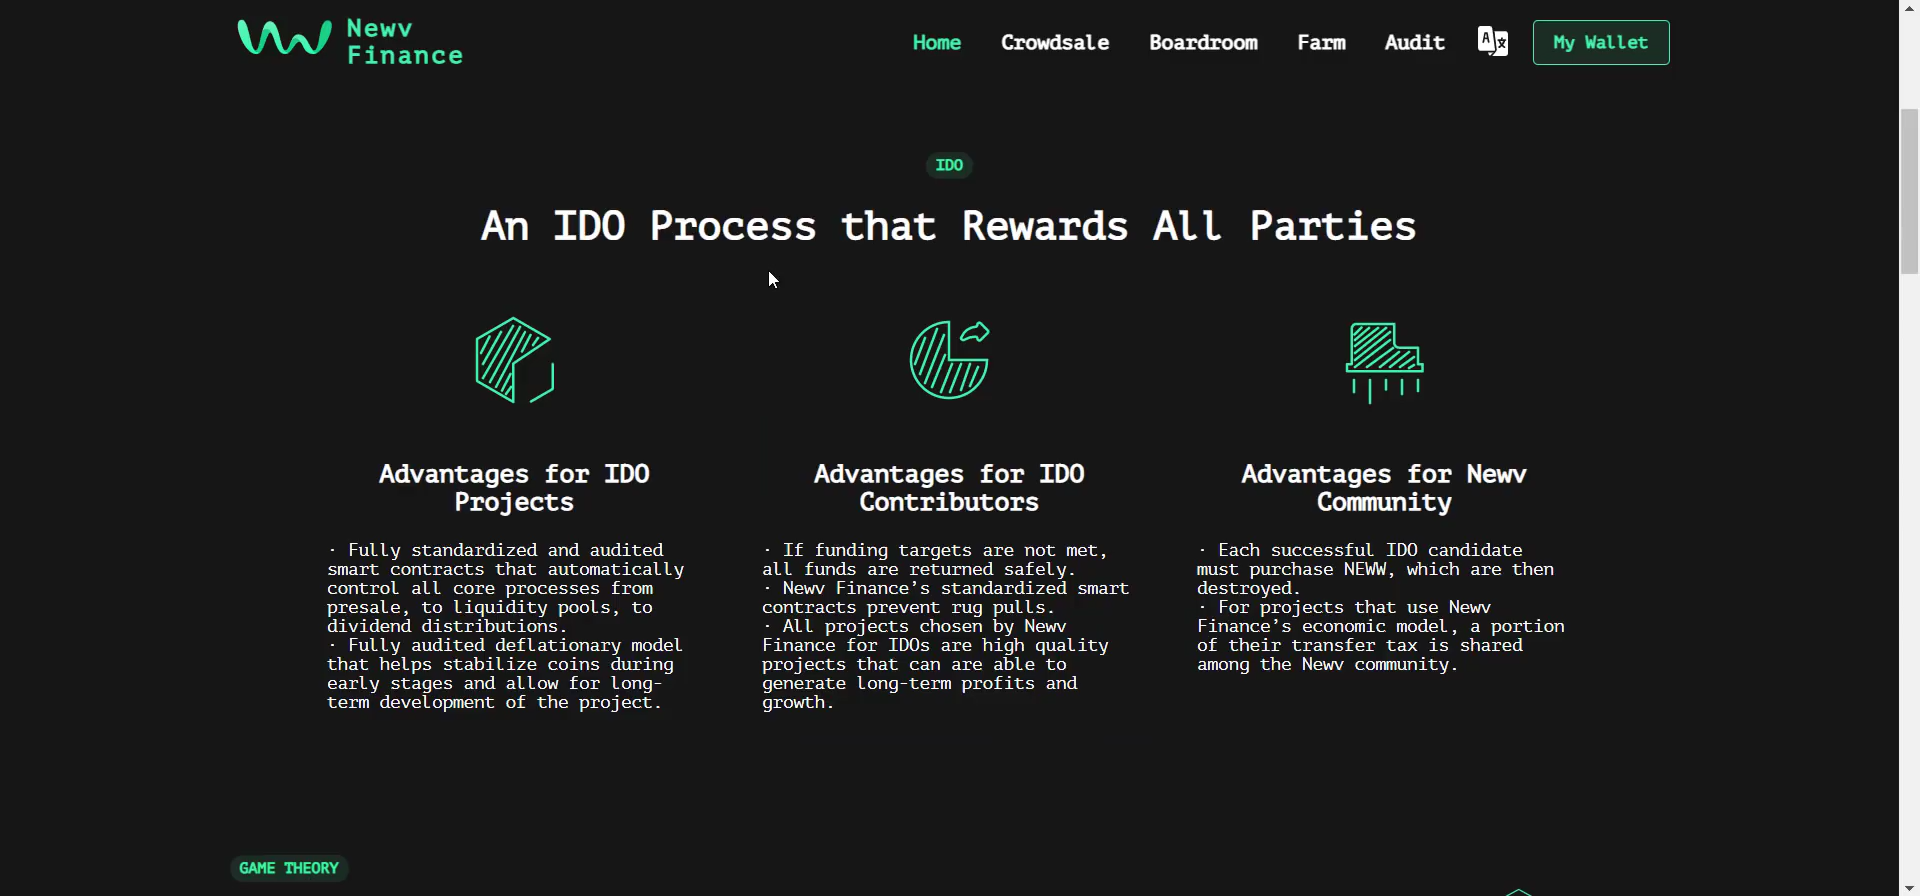 Newv
Finance
Home
Crowdsale
Boardroom
Farm
Audit
A
文
My Wallet
IDO
An IDO Process that Rewards All Parties
Advantages for IDO
Projects
· Fully standardized and audited
smart contracts that automatically
control all core processes from
presale, to liquidity pools, to
dividend distributions.
· Fully audited deflationary model
that helps stabilize coins during
early stages and allow for long-
term development of the project.
Advantages for IDO
Contributors
· If funding targets are not met,
all funds are returned safely.
· Newv Finance’s standardized smart
contracts prevent rug pulls.
· All projects chosen by Newv
Finance for IDOs are high quality
projects that can are able to
generate long-term profits and
growth.
Advantages for Newv
Community
· Each successful IDO candidate
must purchase NEWW, which are then
destroyed.
· For projects that use Newv
Finance’s economic model, a portion
of their transfer tax is shared
among the Newv community.
GAME THEORY